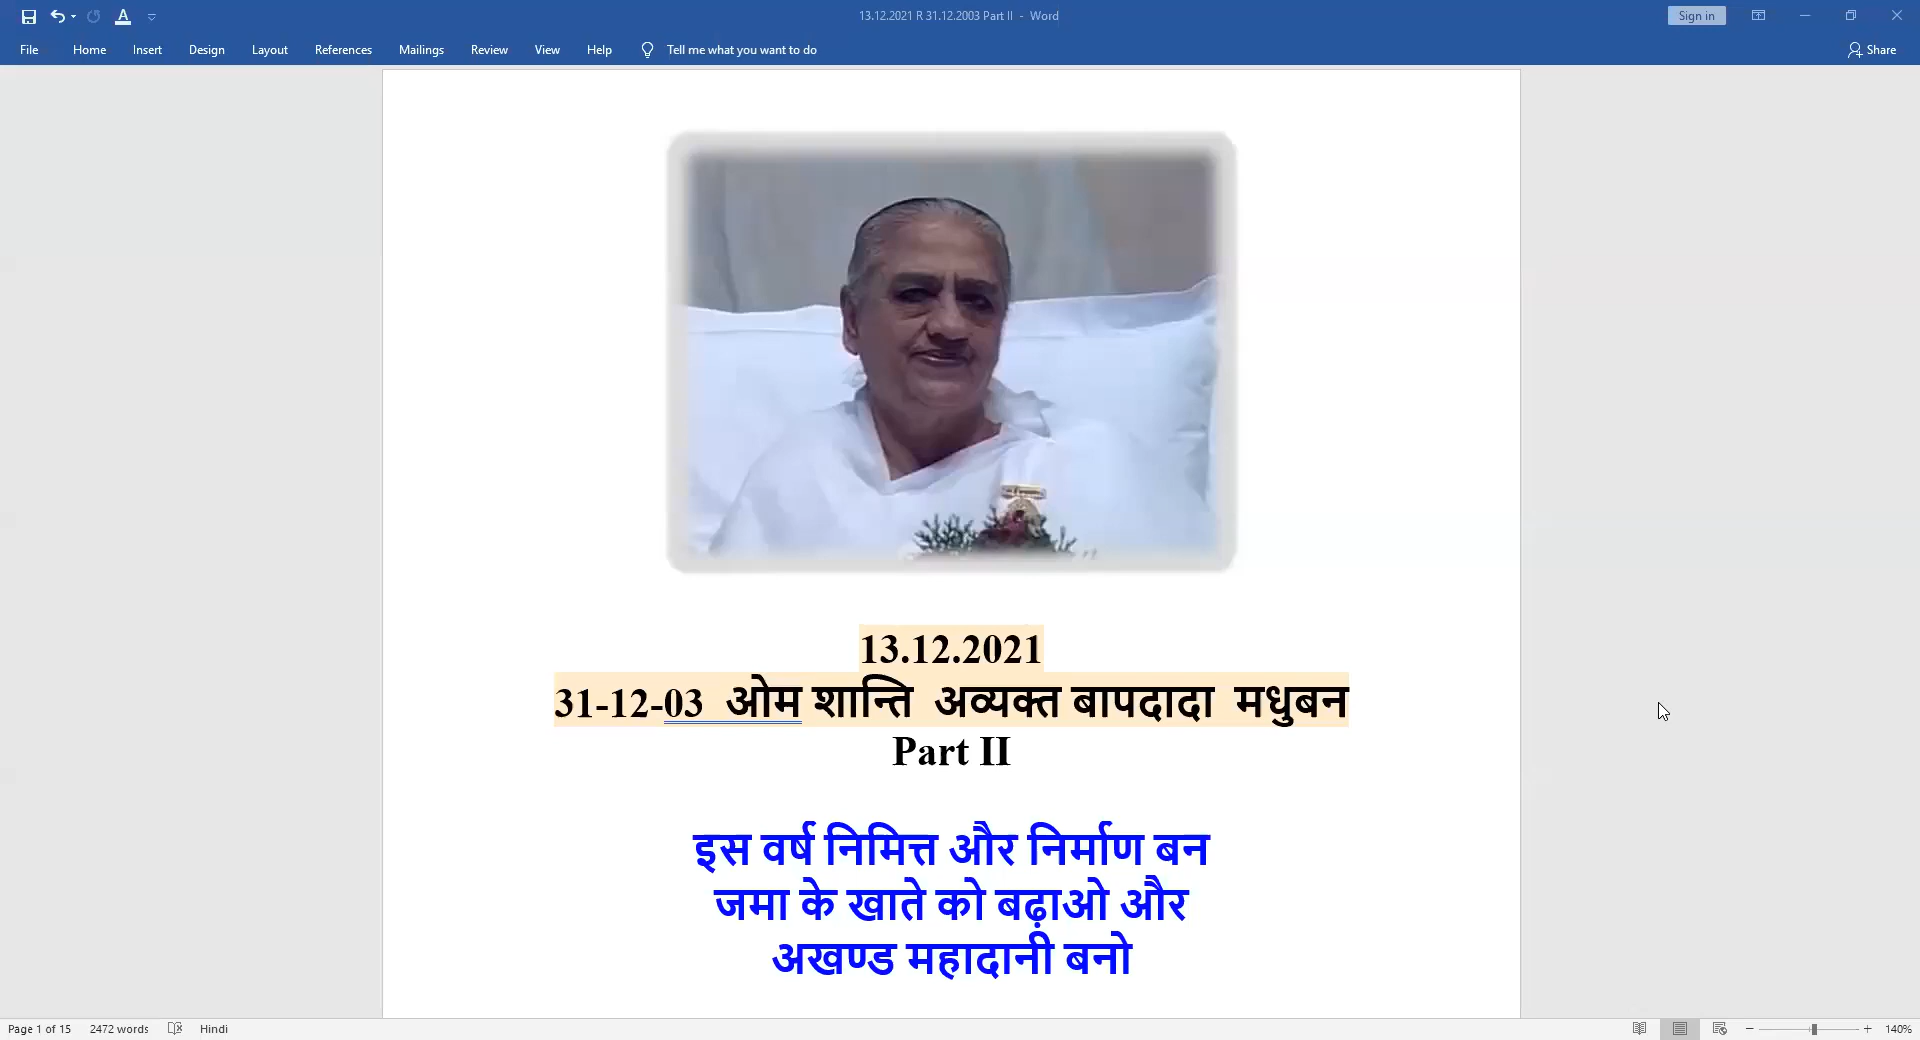 13.12.2021 R 31.12.2003 Part II - Word
Sign in
File Home Insert Design Layout References Mailings Review View Help Tell me what you want to do Share
13.12.2021
31-12-03 ओम शान्ति अव्यक्त बापदादा मधुबन
Part II
इस वर्ष निमित्त और निर्माण बन
जमा के खाते को बढ़ाओ और
अखण्ड महादानी बनो
Page 1 of 15 2472 words Hindi 140%